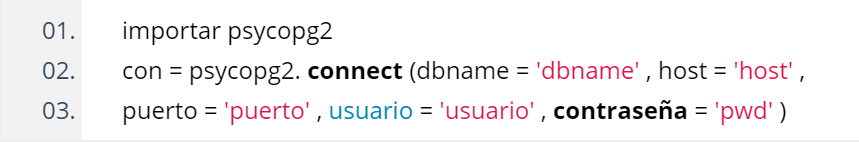 01. importar psycopg2
02. con = psycopg2. connect (dbname = 'dbname' , host = 'host' ,
03. puerto = 'puerto' , usuario = 'usuario' , contraseña = 'pwd' )